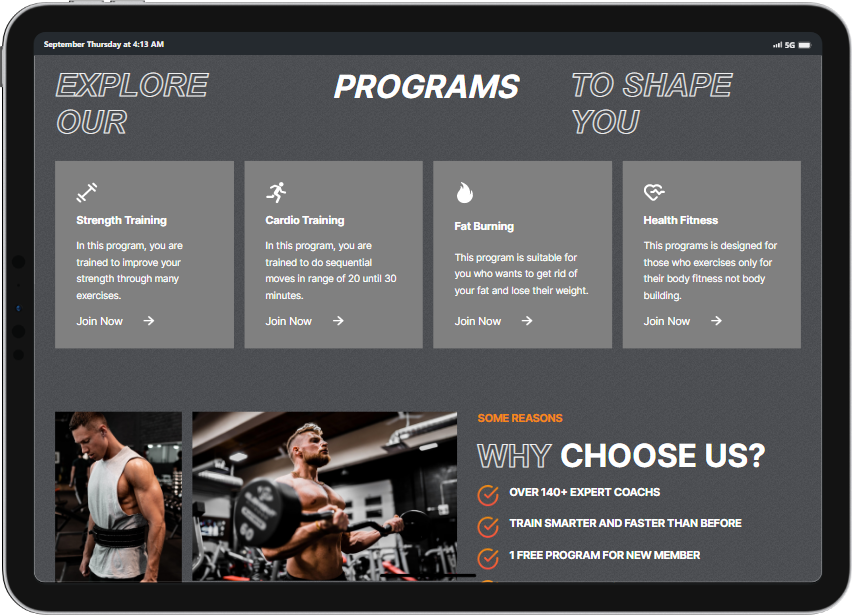 September Thursday at 4:13 AM
5G
EXPLORE
OUR
PROGRAMS
TO SHAPE
YOU
Strength Training
In this program, you are
trained to improve your
strength through many
exercises.
Join Now
Cardio Training
In this program, you are
trained to do sequential
moves in range of 20 until 30
minutes.
Join Now
Fat Burning
This program is suitable for
you who wants to get rid of
your fat and lose their weight.
Join Now
Health Fitness
This programs is designed for
those who exercises only for
their body fitness not body
building.
Join Now
60
SOME REASONS
WHY CHOOSE US?
OVER 140+ EXPERT COACHS
TRAIN SMARTER AND FASTER THAN BEFORE
1 FREE PROGRAM FOR NEW MEMBER